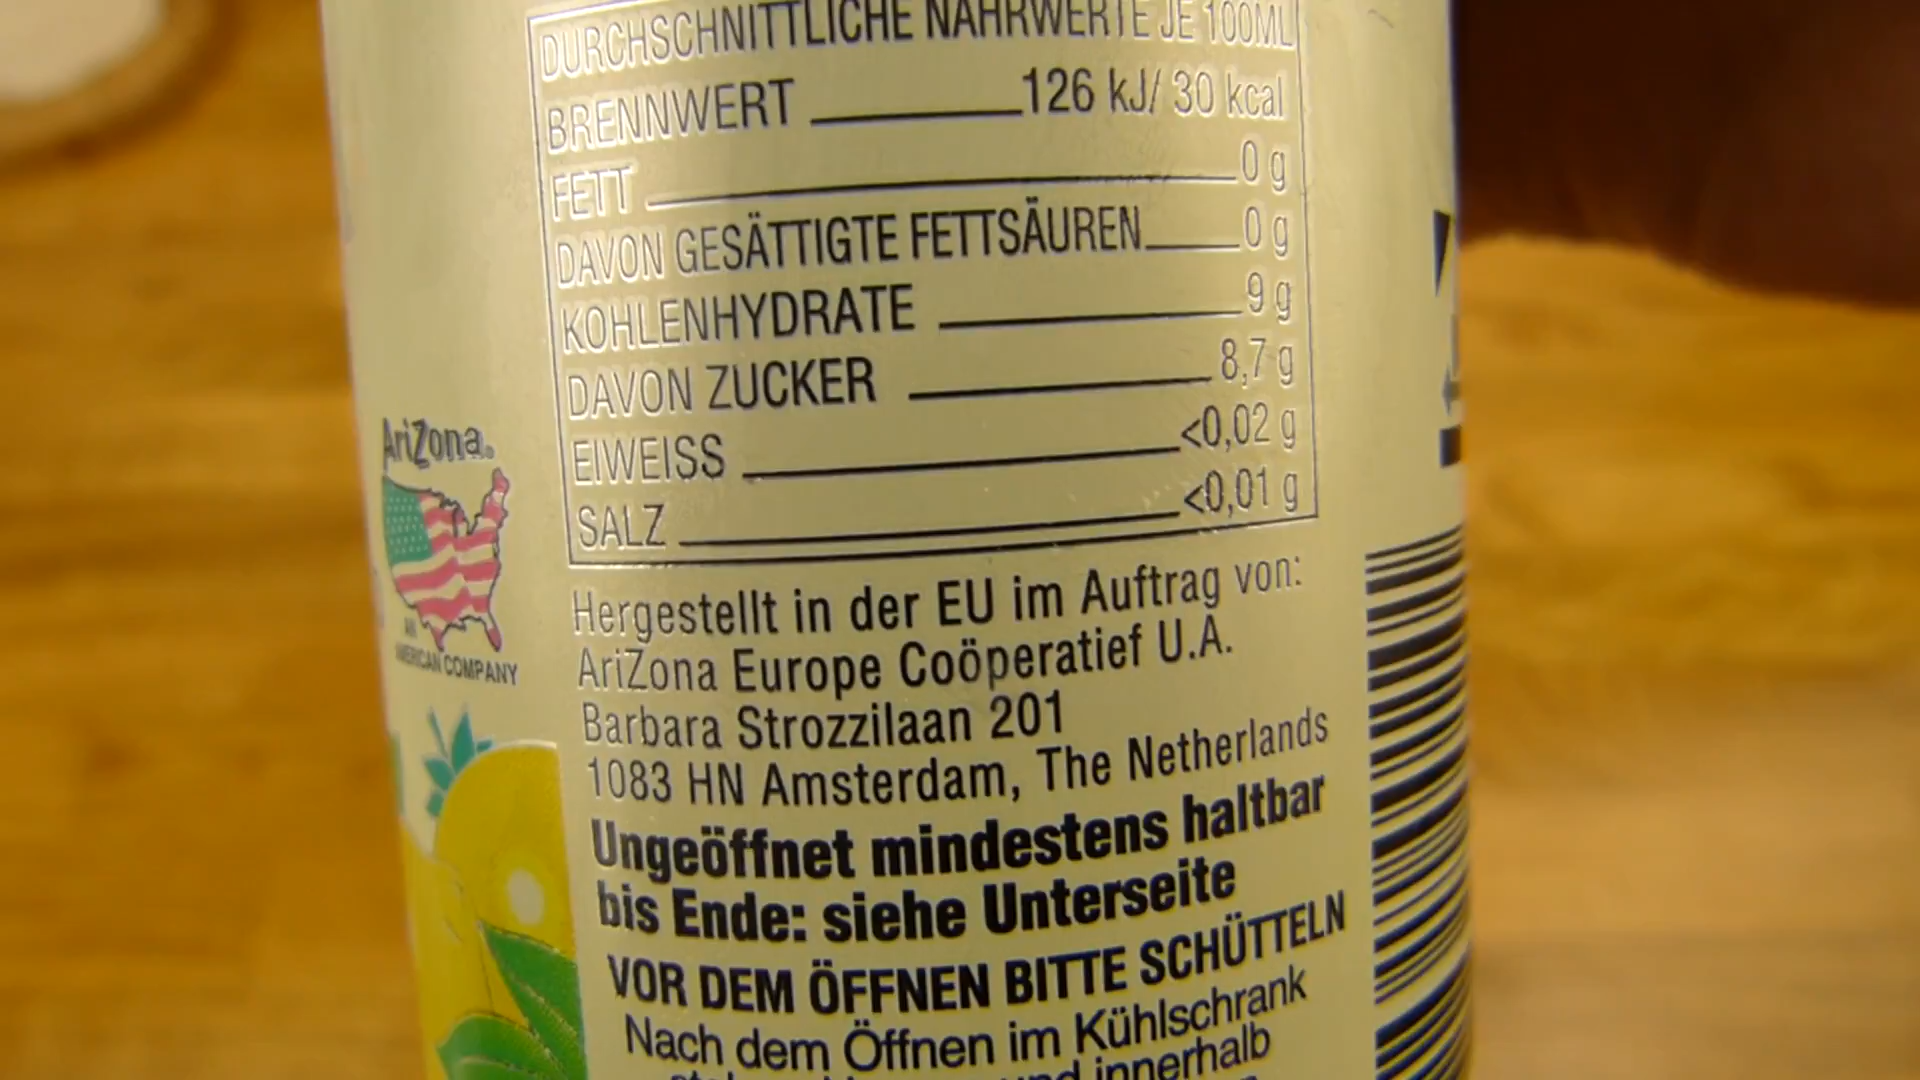 DURCHSCHNITTLICHE NÄHRWERTE JE 100ML
BRENNWERT 126 kJ/ 30 kcal
FETT 0 g
DAVON GESÄTTIGTE FETTSÄUREN 0 g
KOHLENHYDRATE 9 g
DAVON ZUCKER 8,7 g
EIWEISS <0,02 g
SALZ <0,01 g
AriZona
AN
AMERICAN COMPANY
Hergestellt in der EU im Auftrag von:
AriZona Europe Coöperatief U.A.
Barbara Strozzilaan 201
1083 HN Amsterdam, The Netherlands
Ungeöffnet mindestens haltbar
bis Ende: siehe Unterseite
VOR DEM ÖFFNEN BITTE SCHÜTTELN
Nach dem Öffnen im Kühlschrank
und innerhalb